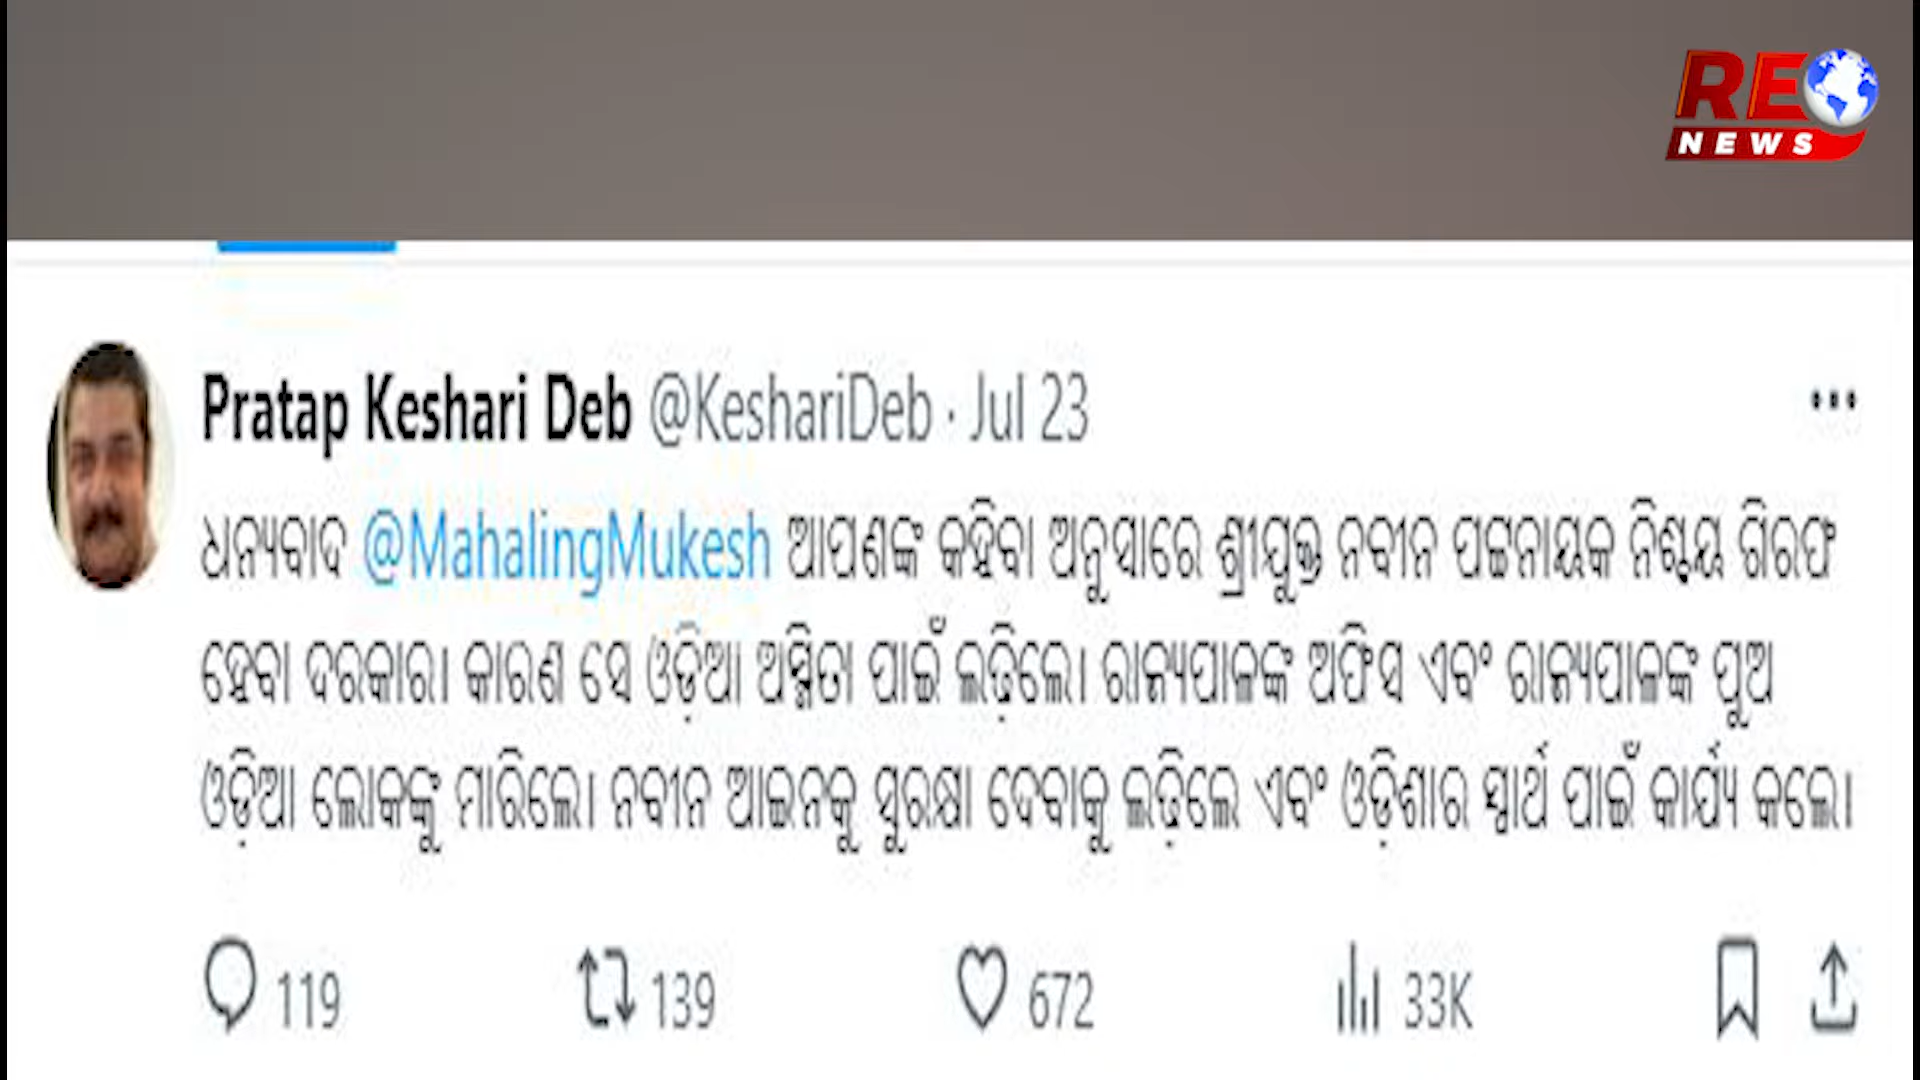 REO
NEWS
Pratap Keshari Deb @KeshariDeb · Jul 23
ଧନ୍ୟବାଦ @MahalingMukesh ଆପଣଙ୍କ କହିବା ଅନୁସାରେ ଶ୍ରୀଯୁକ୍ତ ନବୀନ ପଟ୍ଟନାୟକ ନିଶ୍ଚୟ ଗିରଫ
ହେବା ଦରକାର। କାରଣ ସେ ଓଡ଼ିଆ ଅସ୍ମିତା ପାଇଁ ଲଢ଼ିଲେ। ରାଜ୍ୟପାଳଙ୍କ ଅଫିସ ଏବଂ ରାଜ୍ୟପାଳଙ୍କ ପୁଅ
ଓଡ଼ିଆ ଲୋକଙ୍କୁ ମାରିଲେ। ନବୀନ ଆଇନକୁ ସୁରକ୍ଷା ଦେବାକୁ ଲଢ଼ିଲେ ଏବଂ ଓଡ଼ିଶାର ସ୍ୱାର୍ଥ ପାଇଁ କାର୍ଯ୍ୟ କଲେ।
119 139 672 33K